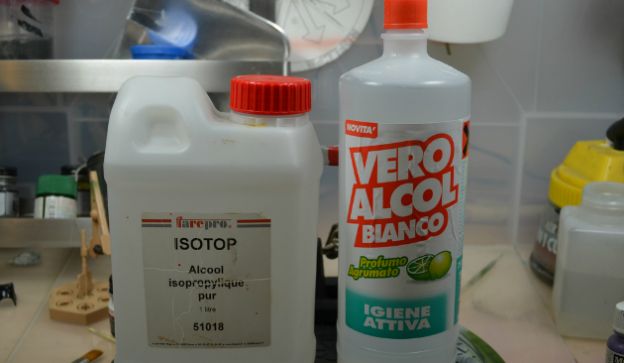 farepro.
ISOTOP
Alcool
isopropylique
pur
1 litre
51018
NOVITA'
VERO
ALCOL
BIANCO
Profumo
Agrumato
IGIENE
ATTIVA